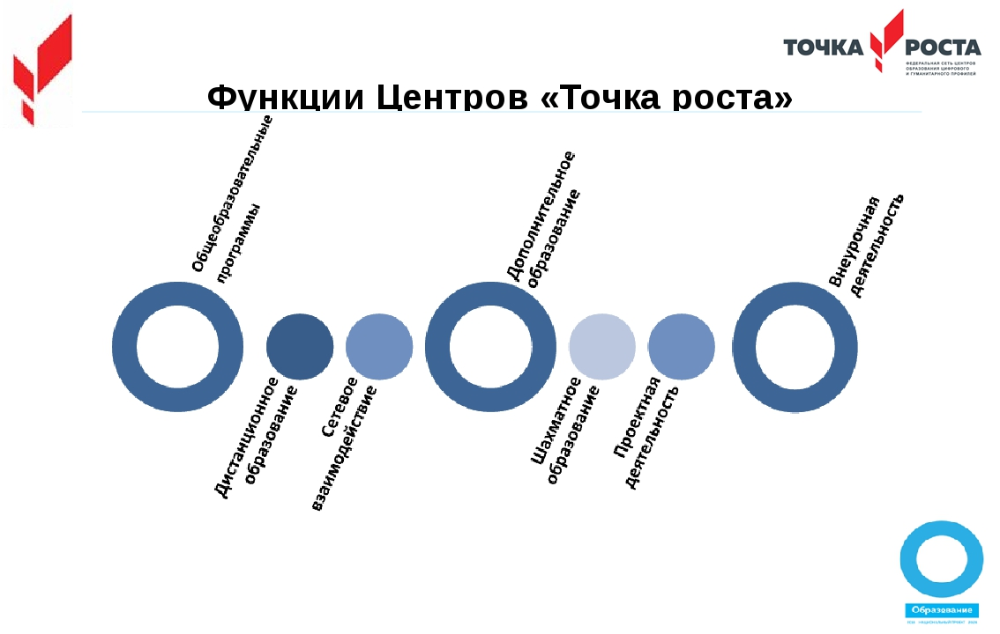 ТОЧКА РОСТА
ФЕДЕРАЛЬНАЯ СЕТЬ ЦЕНТРОВ
ОБРАЗОВАНИЯ ЦИФРОВОГО
И ГУМАНИТАРНОГО ПРОФИЛЕЙ
Функции Центров «Точка роста»
Общеобразовательные
программы
Дистанционное
образование
Сетевое
взаимодействие
Дополнительное
образование
Шахматное
образование
Проектная
деятельность
Внеурочная
деятельность
Образование